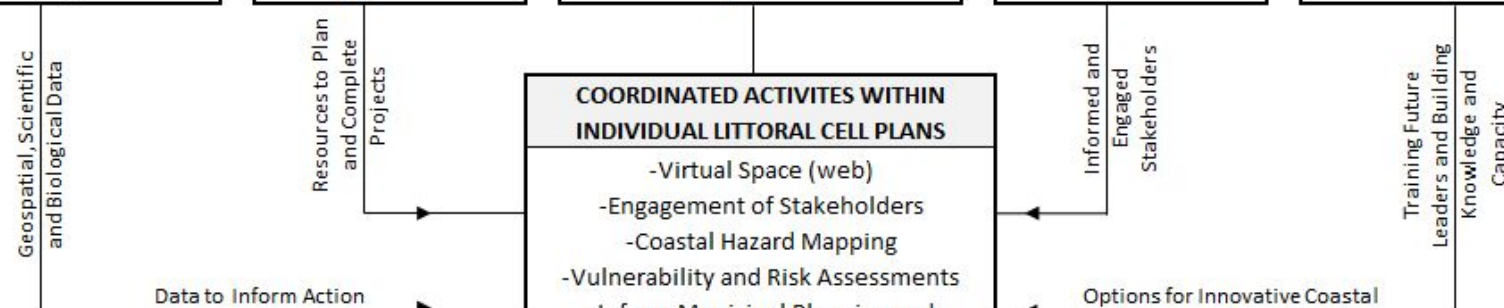 Geospatial, Scientific
and Biological Data
Resources to Plan
and Complete
Projects
COORDINATED ACTIVITES WITHIN
INDIVIDUAL LITTORAL CELL PLANS
-Virtual Space (web)
-Engagement of Stakeholders
-Coastal Hazard Mapping
-Vulnerability and Risk Assessments
Informed and
Engaged
Stakeholders
Training Future
Leaders and Building
Knowledge and
Capacity
Data to Inform Action
Options for Innovative Coastal